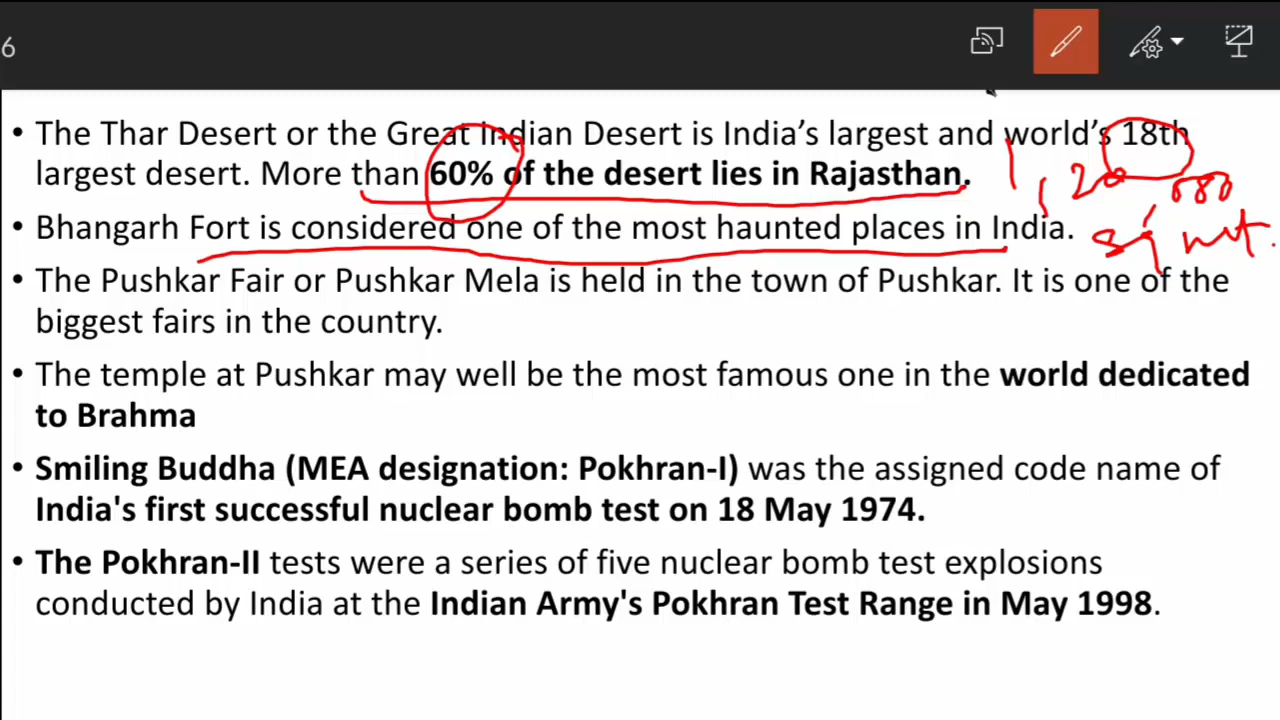 6
• The Thar Desert or the Great Indian Desert is India's largest and world's 18th
largest desert. More than 60% of the desert lies in Rajasthan.
• Bhangarh Fort is considered one of the most haunted places in India.
• The Pushkar Fair or Pushkar Mela is held in the town of Pushkar. It is one of the
biggest fairs in the country.
• The temple at Pushkar may well be the most famous one in the world dedicated
to Brahma
• Smiling Buddha (MEA designation: Pokhran-I) was the assigned code name of
India's first successful nuclear bomb test on 18 May 1974.
• The Pokhran-II tests were a series of five nuclear bomb test explosions
conducted by India at the Indian Army's Pokhran Test Range in May 1998.